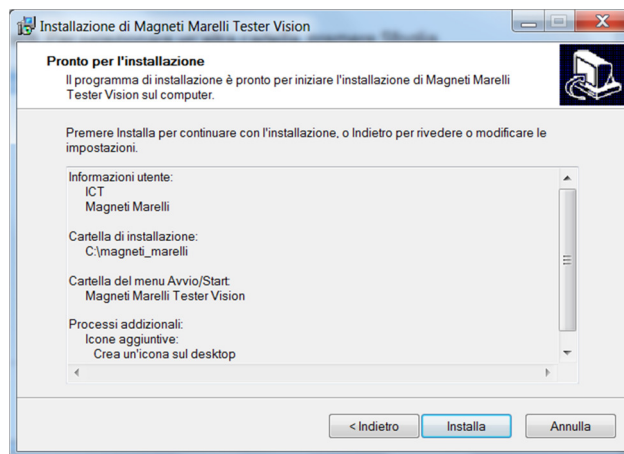 Installazione di Magneti Marelli Tester Vision
Pronto per l'installazione
Il programma di installazione è pronto per iniziare l'installazione di Magneti Marelli
Tester Vision sul computer.
Premere Installa per continuare con l'installazione, o Indietro per rivedere o modificare le
impostazioni.
Informazioni utente:
ICT
Magneti Marelli
Cartella di installazione:
C:\magneti_marelli
Cartella del menu Avvio/Start:
Magneti Marelli Tester Vision
Processi addizionali:
Icone aggiuntive:
Crea un'icona sul desktop
< Indietro
Installa
Annulla